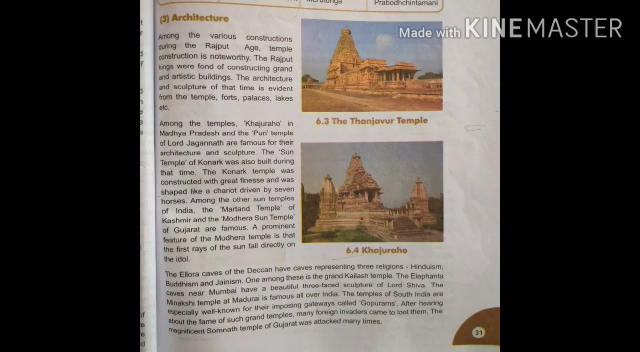 Prabodhchintamani
Made with KINEMASTER
(3) Architecture
Among the various constructions
during the Rajput Age, temple
construction is noteworthy. The Rajput
kings were fond of constructing grand
and artistic buildings. The architecture
and sculpture of that time is evident
from the temple, forts, palaces, lakes
etc.
6.3 The Thanjavur Temple
Among the temples, 'Khajuraho' in
Madhya Pradesh and the 'Puri' temple
of Lord Jagannath are famous for their
architecture and sculpture. The 'Sun
Temple' of Konark was also built during
that time. The Konark temple was
constructed with great finesse and was
shaped like a chariot driven by seven
horses. Among the other sun temples
of India, the 'Martand Temple' of
Kashmir and the 'Modhera Sun Temple'
of Gujarat are famous. A prominent
feature of the Modhera temple is that
the first rays of the sun fall directly on
the idol.
6.4 Khajuraho
The Ellora caves of the Deccan have caves representing three religions - Hinduism,
Buddhism and Jainism. One among these is the grand Kailash temple. The Elephanta
caves near Mumbai have a beautiful three-faced sculpture of Lord Shiva. The
Minakshi temple at Madurai is famous all over India. The temples of South India are
especially well-known for their imposing gateways called 'Gopurams'. After hearing
about the fame of such grand temples, many foreign invaders came to loot them. The
magnificent Somnath temple of Gujarat was attacked many times.
31